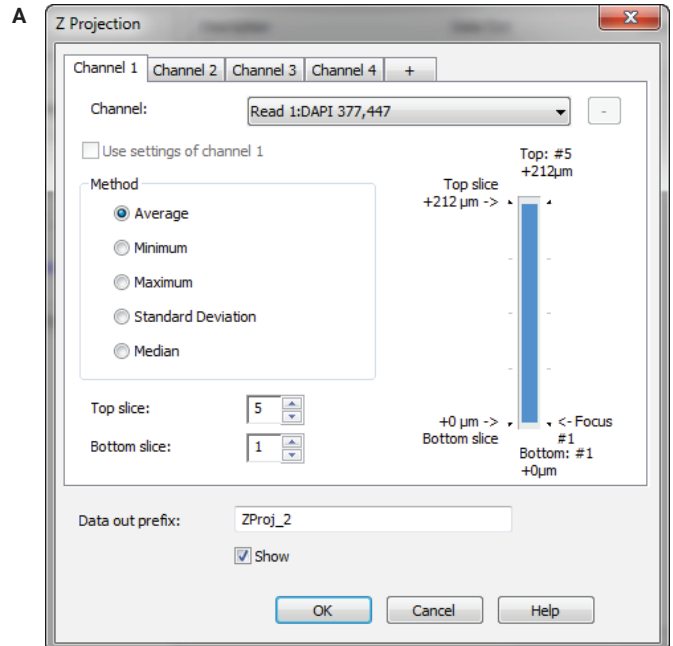 A
Z Projection
x
Channel 1 Channel 2 Channel 3 Channel 4 +
Channel: Read 1:DAPI 377,447 -
Use settings of channel 1
Top: #5
+212µm
Method
Top slice
+212 µm ->
Average
Minimum
Maximum
Standard Deviation
Median
Top slice: 5
Bottom slice: 1
+0 µm -> <- Focus
Bottom slice #1
Bottom: #1
+0µm
Data out prefix: ZProj_2
Show
OK Cancel Help